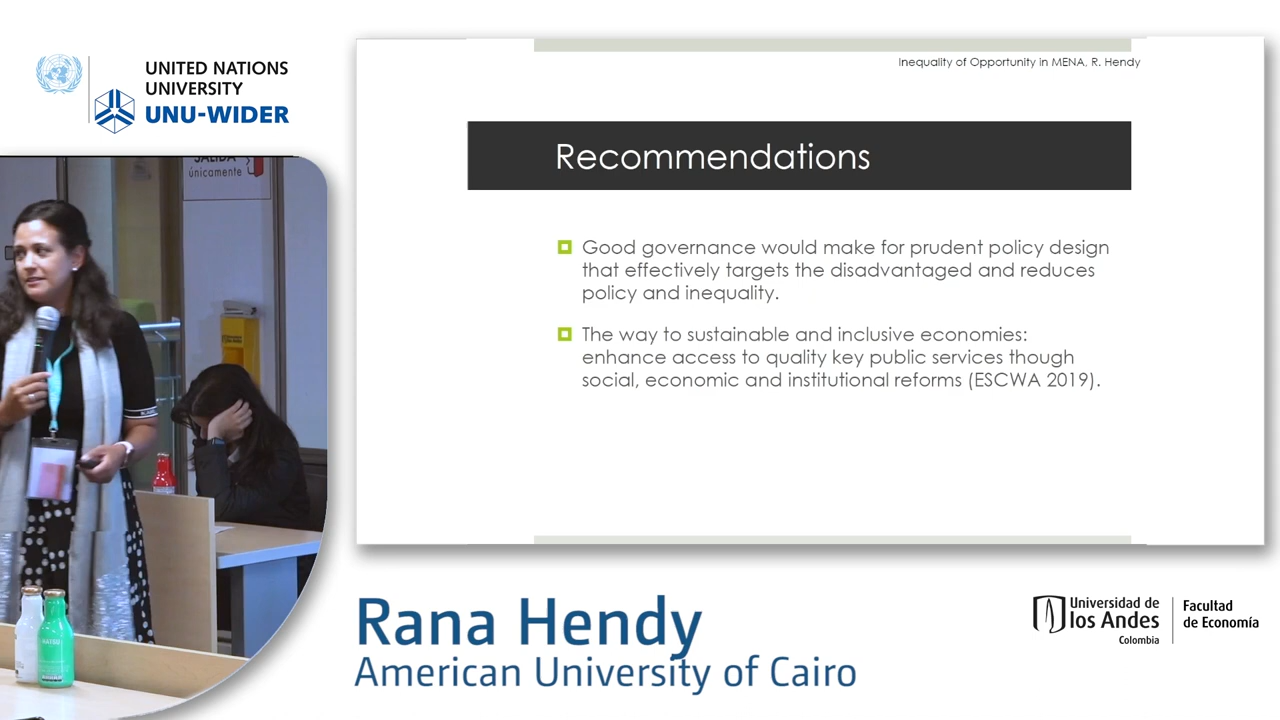 UNITED NATIONS
UNIVERSITY
UNU-WIDER
SALIDA
únicamente
Inequality of Opportunity in MENA, R. Hendy
Recommendations
Good governance would make for prudent policy design
that effectively targets the disadvantaged and reduces
policy and inequality.
The way to sustainable and inclusive economies:
enhance access to quality key public services though
social, economic and institutional reforms (ESCWA 2019).
HATSU
Rana Hendy
American University of Cairo
Universidad de
los Andes
Colombia
Facultad
de Economía